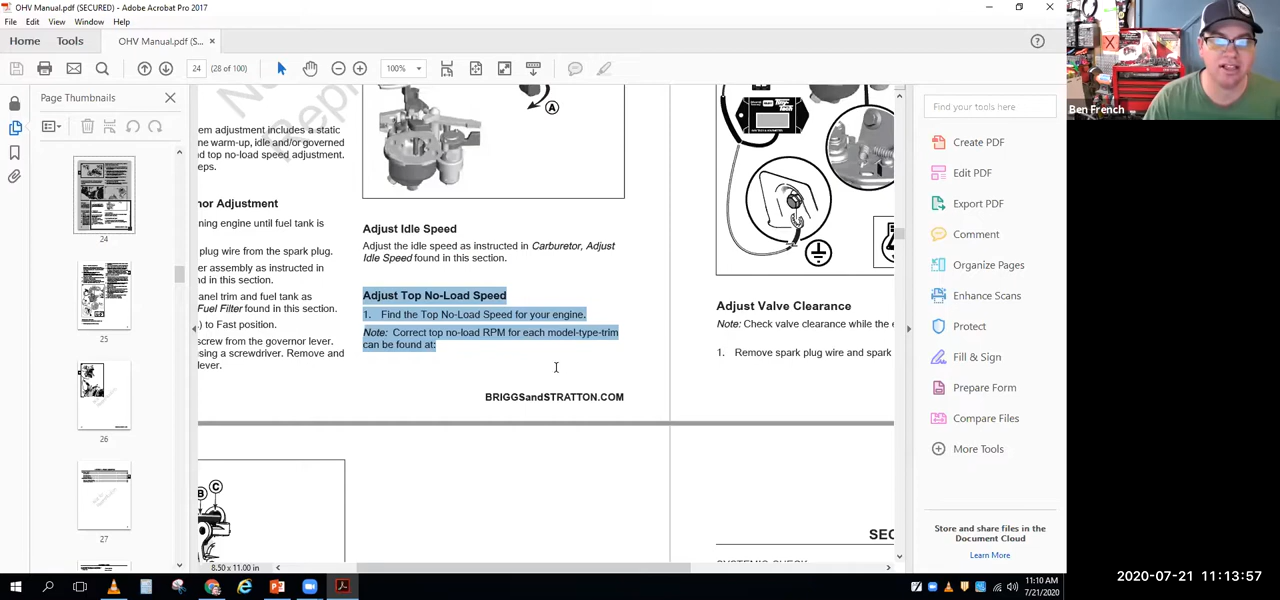 OHV Manual.pdf (SECURED) - Adobe Acrobat Pro 2017
File Edit View Window Help
Home Tools OHV Manual.pdf (S... ×
24 (28 of 100) 100%
Page Thumbnails
24
25
26
27
em adjustment includes a static
ne warm-up, idle and/or governed
d top no-load speed adjustment.
eps.
nor Adjustment
ning engine until fuel tank is
plug wire from the spark plug.
er assembly as instructed in
nd in this section.
anel trim and fuel tank as
Fuel Filter found in this section.
) to Fast position.
screw from the governor lever.
sing a screwdriver. Remove and
lever.
A
Adjust Idle Speed
Adjust the idle speed as instructed in Carburetor, Adjust
Idle Speed found in this section.
Adjust Top No-Load Speed
1. Find the Top No-Load Speed for your engine.
Note: Correct top no-load RPM for each model-type-trim
can be found at:
BRIGGSandSTRATTON.COM
Adjust Valve Clearance
Note: Check valve clearance while the e
1. Remove spark plug wire and spark
B C
SEC
SYSTEMS CHECK
8.50 x 11.00 in
Find your tools here
Create PDF
Edit PDF
Export PDF
Comment
Organize Pages
Enhance Scans
Protect
Fill & Sign
Prepare Form
Compare Files
More Tools
Store and share files in the
Document Cloud
Learn More
Ben French
11:10 AM
7/21/2020
2020-07-21 11:13:57